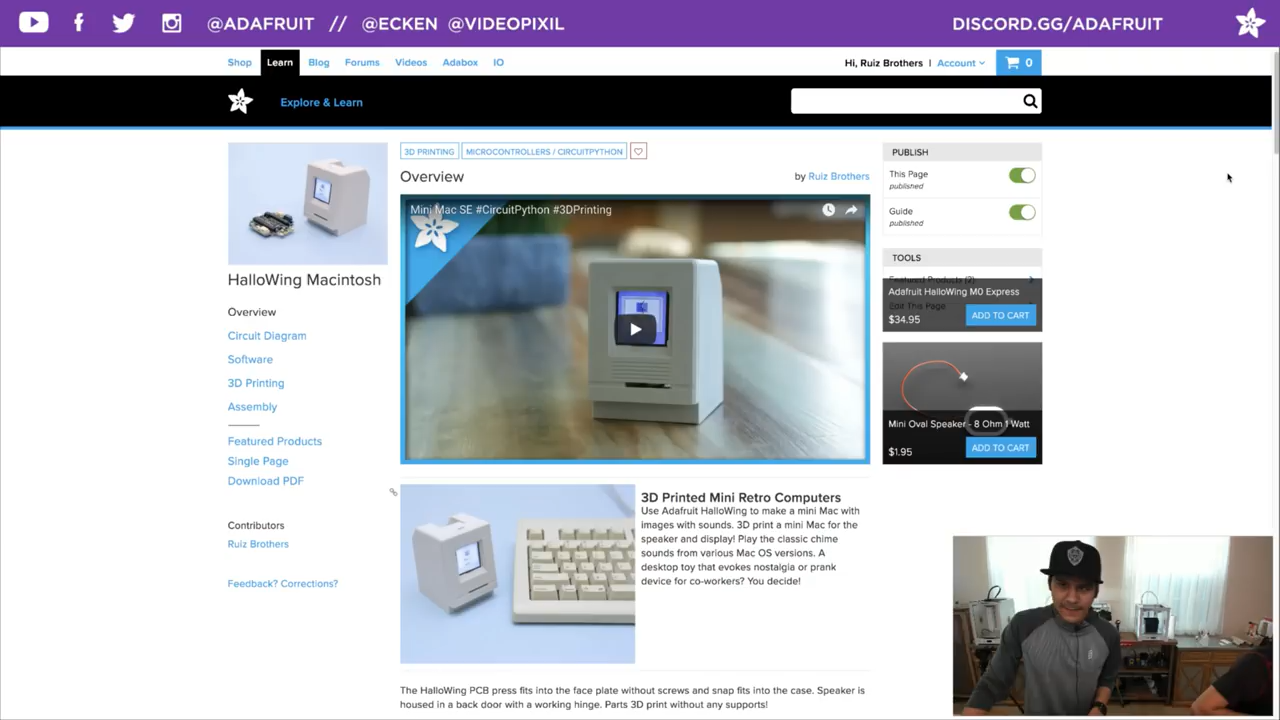 @ADAFRUIT // @ECKEN @VIDEOPIXIL
DISCORD.GG/ADAFRUIT
Shop Learn Blog Forums Videos Adabox IO
Hi, Ruiz Brothers | Account 0
Explore & Learn
3D PRINTING MICROCONTROLLERS / CIRCUITPYTHON
Overview
by Ruiz Brothers
Mini Mac SE #CircuitPython #3DPrinting
HalloWing Macintosh
Overview
Circuit Diagram
Software
3D Printing
Assembly
Featured Products
Single Page
Download PDF
Contributors
Ruiz Brothers
Feedback? Corrections?
3D Printed Mini Retro Computers
Use Adafruit HalloWing to make a mini Mac with
images with sounds. 3D print a mini Mac for the
speaker and display! Play the classic chime
sounds from various Mac OS versions. A
desktop toy that evokes nostalgia or prank
device for co-workers? You decide!
The HalloWing PCB press fits into the face plate without screws and snap fits into the case. Speaker is
housed in a back door with a working hinge. Parts 3D print without any supports!
PUBLISH
This Page
published
Guide
published
TOOLS
Featured Products (2)
Adafruit HalloWing M0 Express
Edit This Page
$34.95 ADD TO CART
Mini Oval Speaker - 8 Ohm 1 Watt
$1.95 ADD TO CART